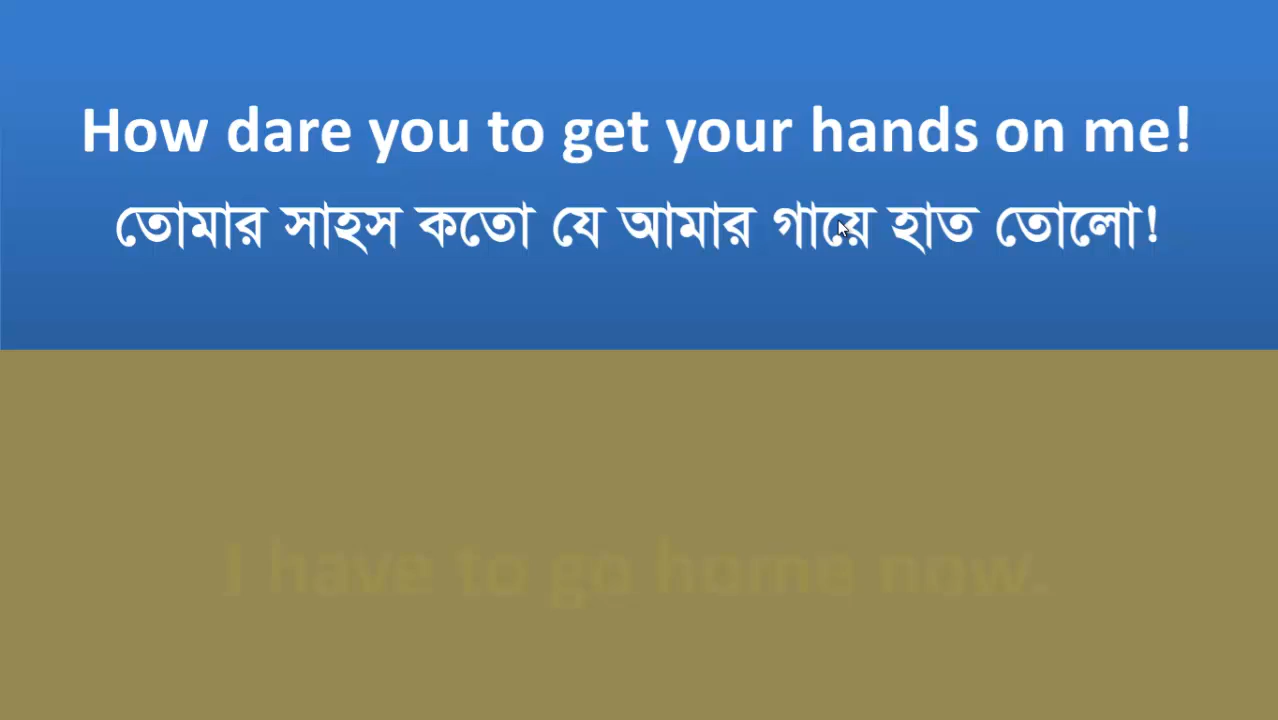 How dare you to get your hands on me!
তোমার সাহস কতো যে আমার গায়ে হাত তোলো!
I have to go home now.